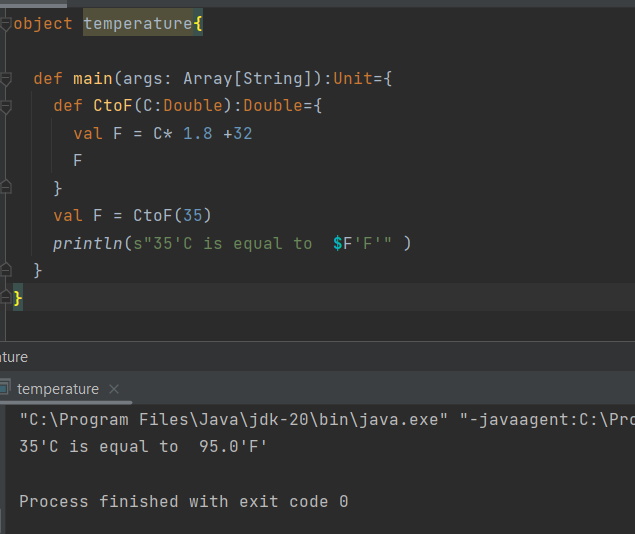 object temperature{
def main(args: Array[String]):Unit={
def CtoF(C:Double):Double={
val F = C* 1.8 +32
F
}
val F = CtoF(35)
println(s"35'C is equal to  $F'F'" )
}
}
ature
temperature
"C:\Program Files\Java\jdk-20\bin\java.exe" "-javaagent:C:\Pro
35'C is equal to  95.0'F'
Process finished with exit code 0